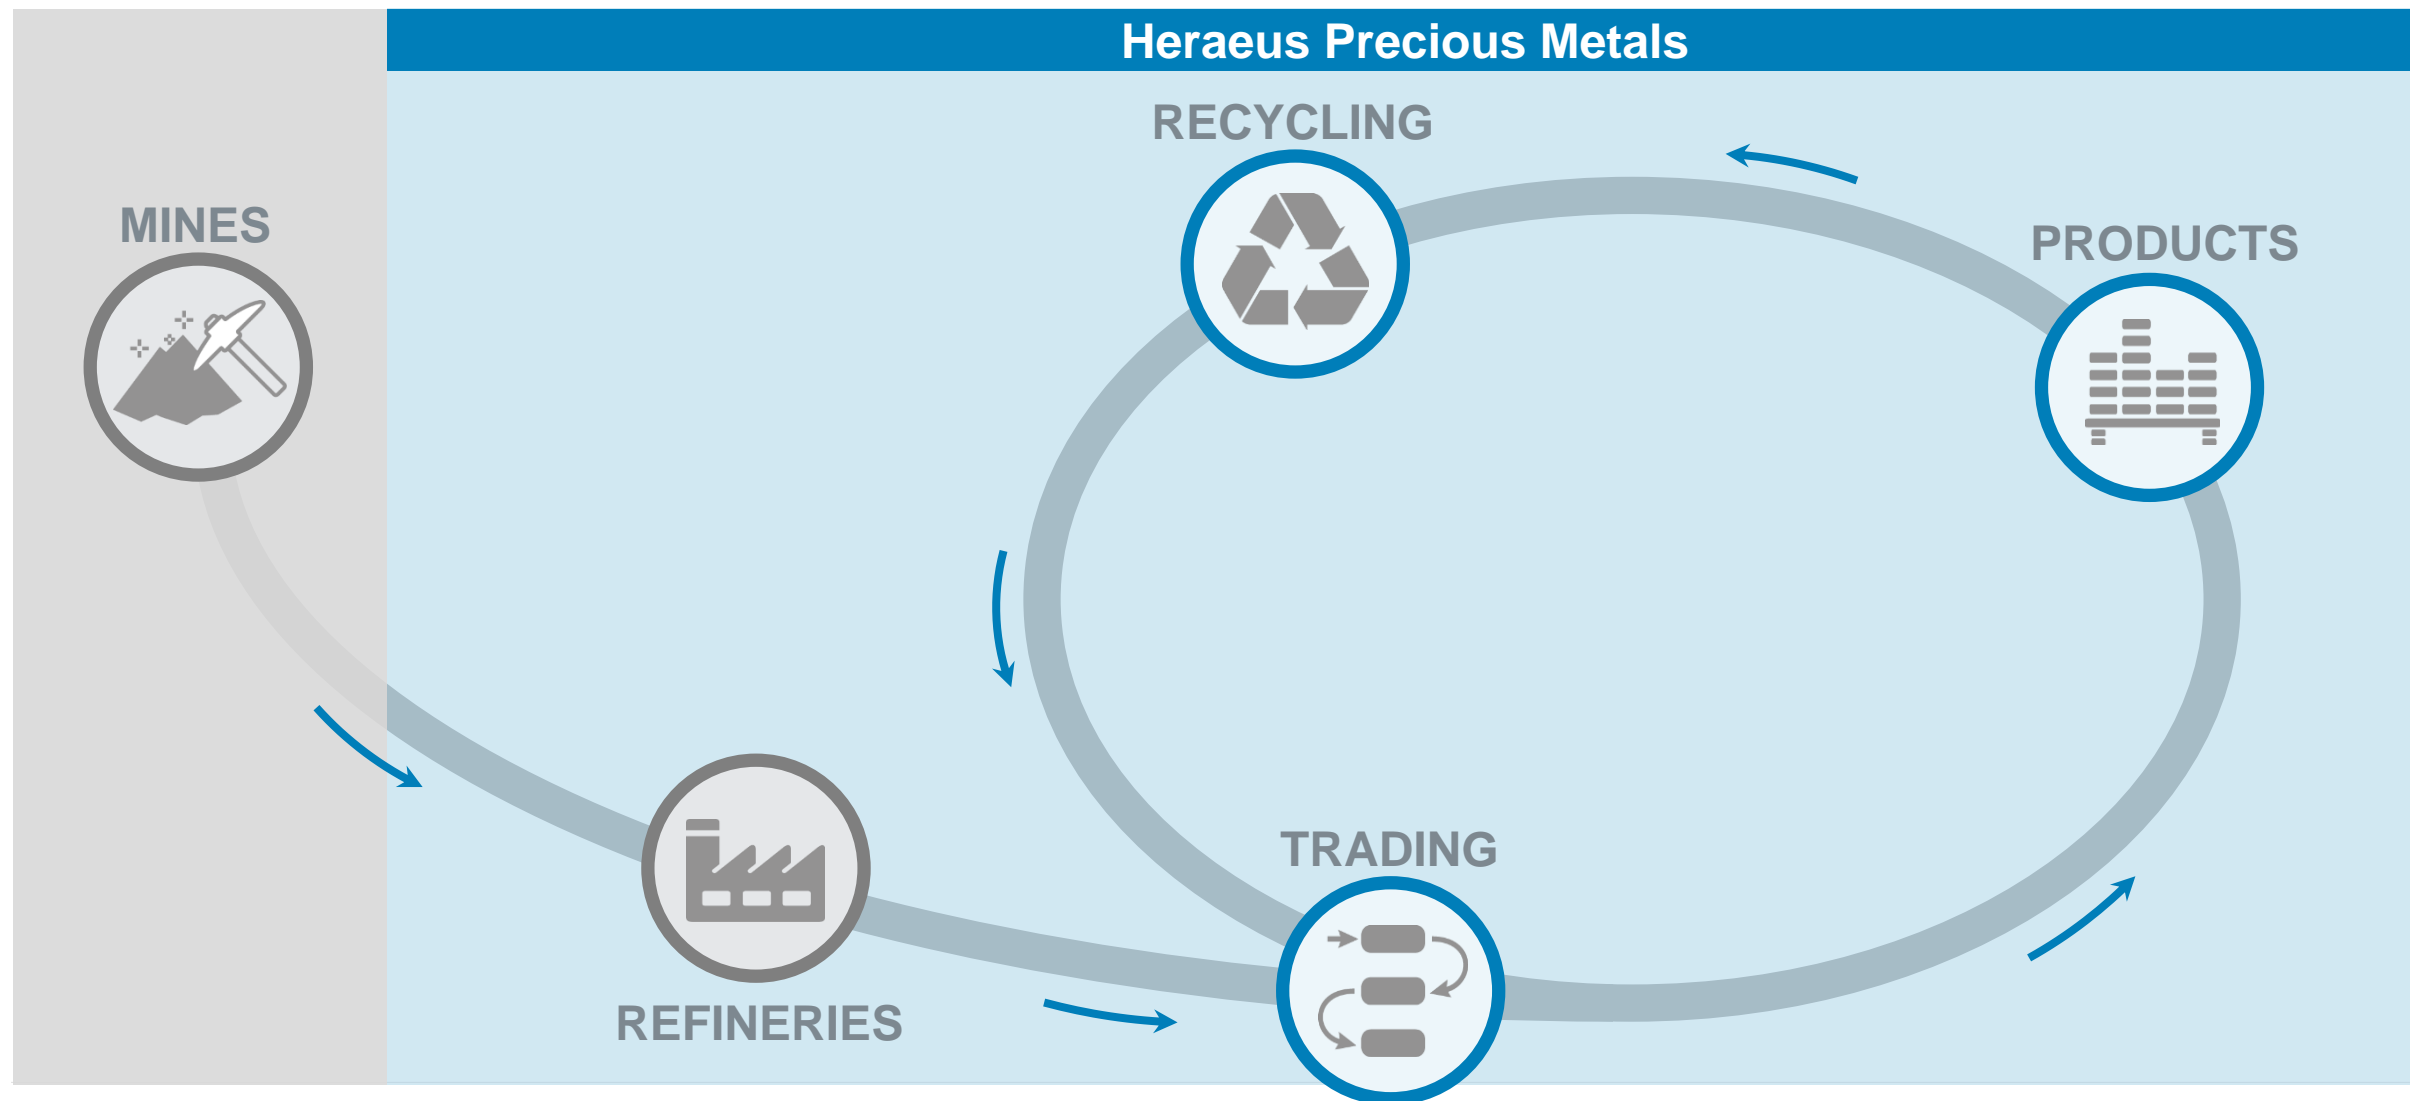 Heraeus Precious Metals
RECYCLING
MINES
PRODUCTS
TRADING
REFINERIES